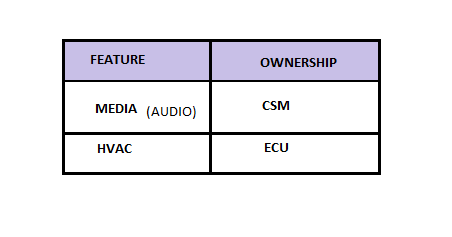 FEATURE OWNERSHIP
MEDIA (AUDIO) CSM
HVAC ECU